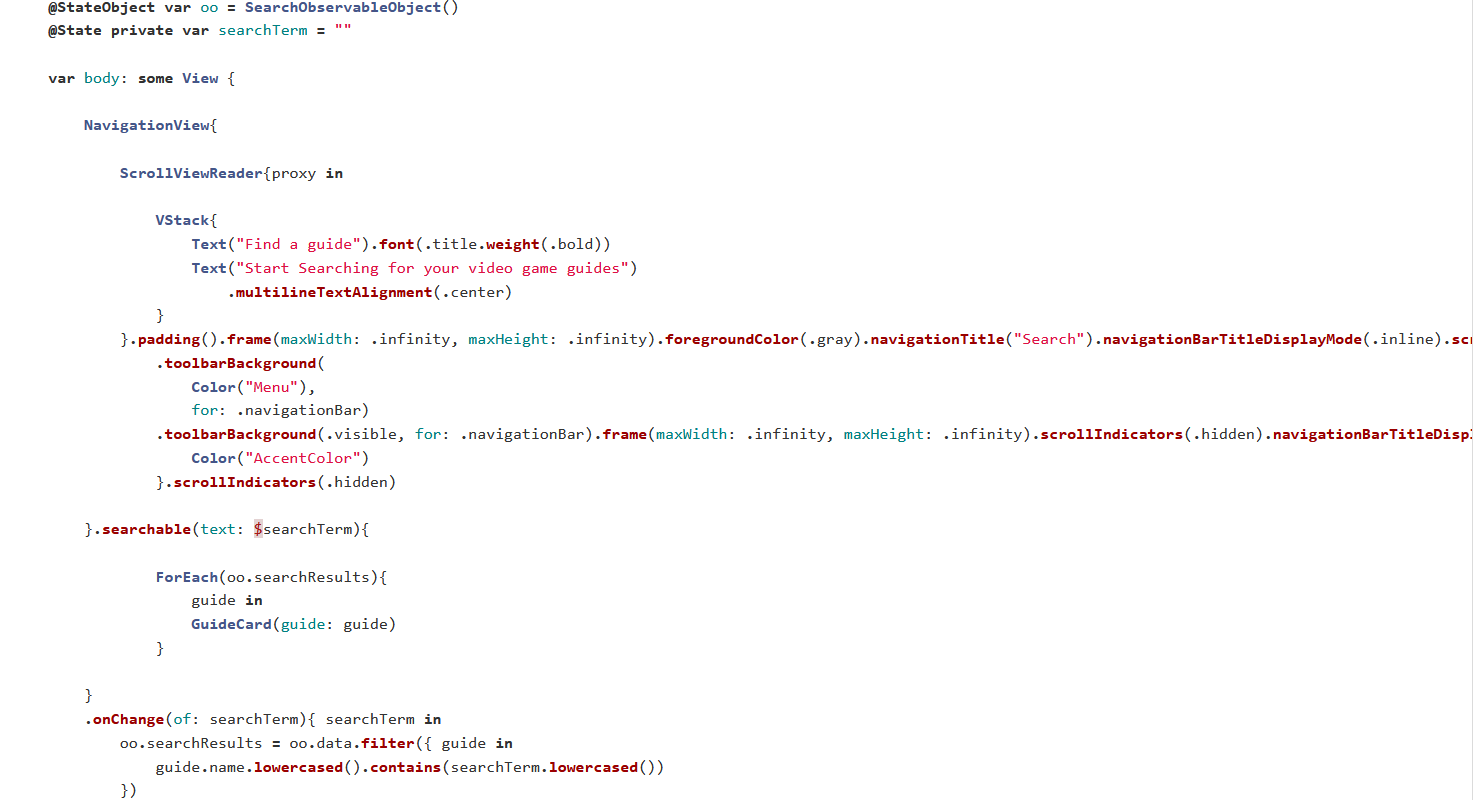 @StateObject var oo = SearchObservableObject()
@State private var searchTerm = ""
var body: some View {
NavigationView{
ScrollViewReader{proxy in
VStack{
Text("Find a guide").font(.title.weight(.bold))
Text("Start Searching for your video game guides")
.multilineTextAlignment(.center)
}
}.padding().frame(maxWidth: .infinity, maxHeight: .infinity).foregroundColor(.gray).navigationTitle("Search").navigationBarTitleDisplayMode(.inline).sc
.toolbarBackground(
Color("Menu"),
for: .navigationBar)
.toolbarBackground(.visible, for: .navigationBar).frame(maxWidth: .infinity, maxHeight: .infinity).scrollIndicators(.hidden).navigationBarTitleDisp
Color("AccentColor")
}.scrollIndicators(.hidden)
}.searchable(text: $searchTerm){
ForEach(oo.searchResults){
guide in
GuideCard(guide: guide)
}
}
.onChange(of: searchTerm){ searchTerm in
oo.searchResults = oo.data.filter({ guide in
guide.name.lowercased().contains(searchTerm.lowercased())
})